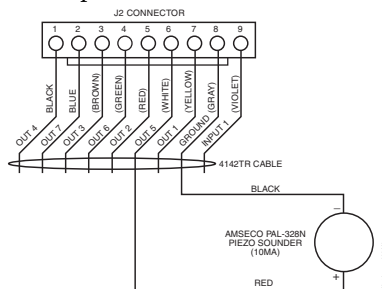 J2 CONNECTOR
1 2 3 4 5 6 7 8 9
BLACK
BLUE
(BROWN)
(GREEN)
(RED)
(WHITE)
(YELLOW)
(GRAY)
(VIOLET)
OUT 4
OUT 7
OUT 3
OUT 6
OUT 2
OUT 5
OUT 1
GROUND
INPUT 1
4142TR CABLE
BLACK
–
AMSECO PAL-328N
PIEZO SOUNDER
(10MA)
+
RED